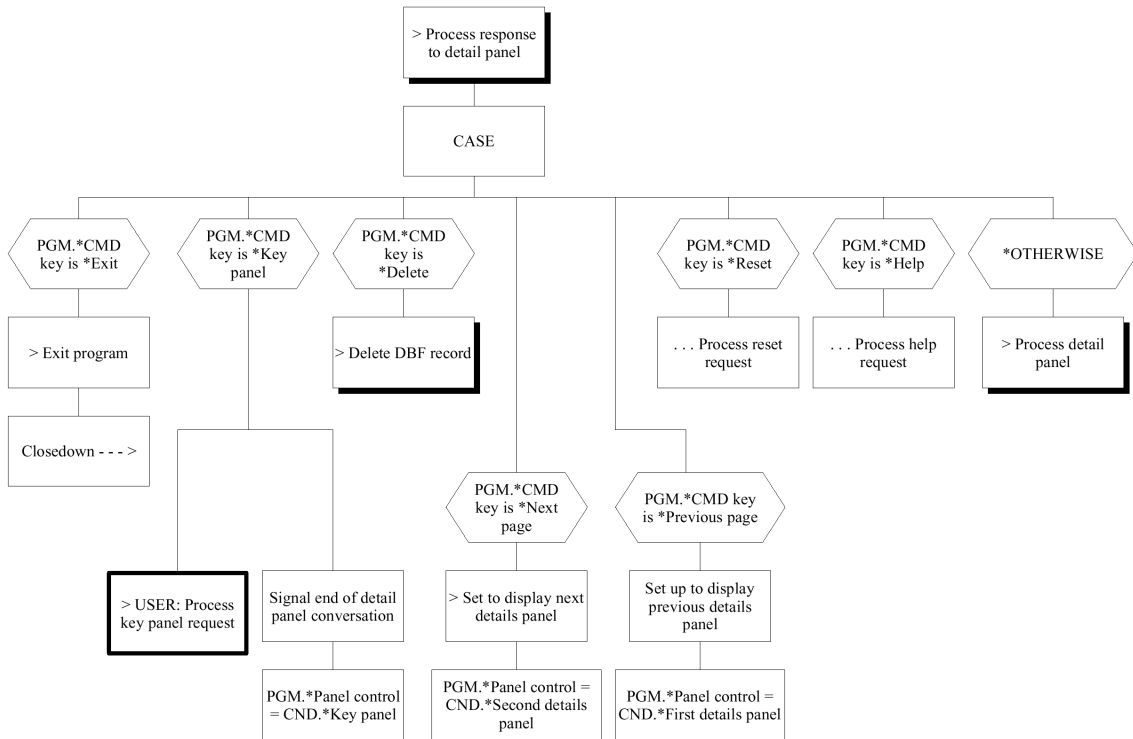 > Process response
to detail panel
CASE
PGM.*CMD
key is *Exit
PGM.*CMD
key is *Key
panel
PGM.*CMD
key is
*Delete
PGM.*CMD
key is *Reset
PGM.*CMD
key is *Help
*OTHERWISE
> Exit program
> Delete DBF record
. . . Process reset
request
. . . Process help
request
> Process detail
panel
Closedown - - - >
PGM.*CMD
key is *Next
page
PGM.*CMD key
is *Previous page
> USER: Process
key panel request
Signal end of detail
panel conversation
> Set to display next
details panel
Set up to display
previous details
panel
PGM.*Panel control
= CND.*Key panel
PGM.*Panel control =
CND.*Second details
panel
PGM.*Panel control =
CND.*First details panel